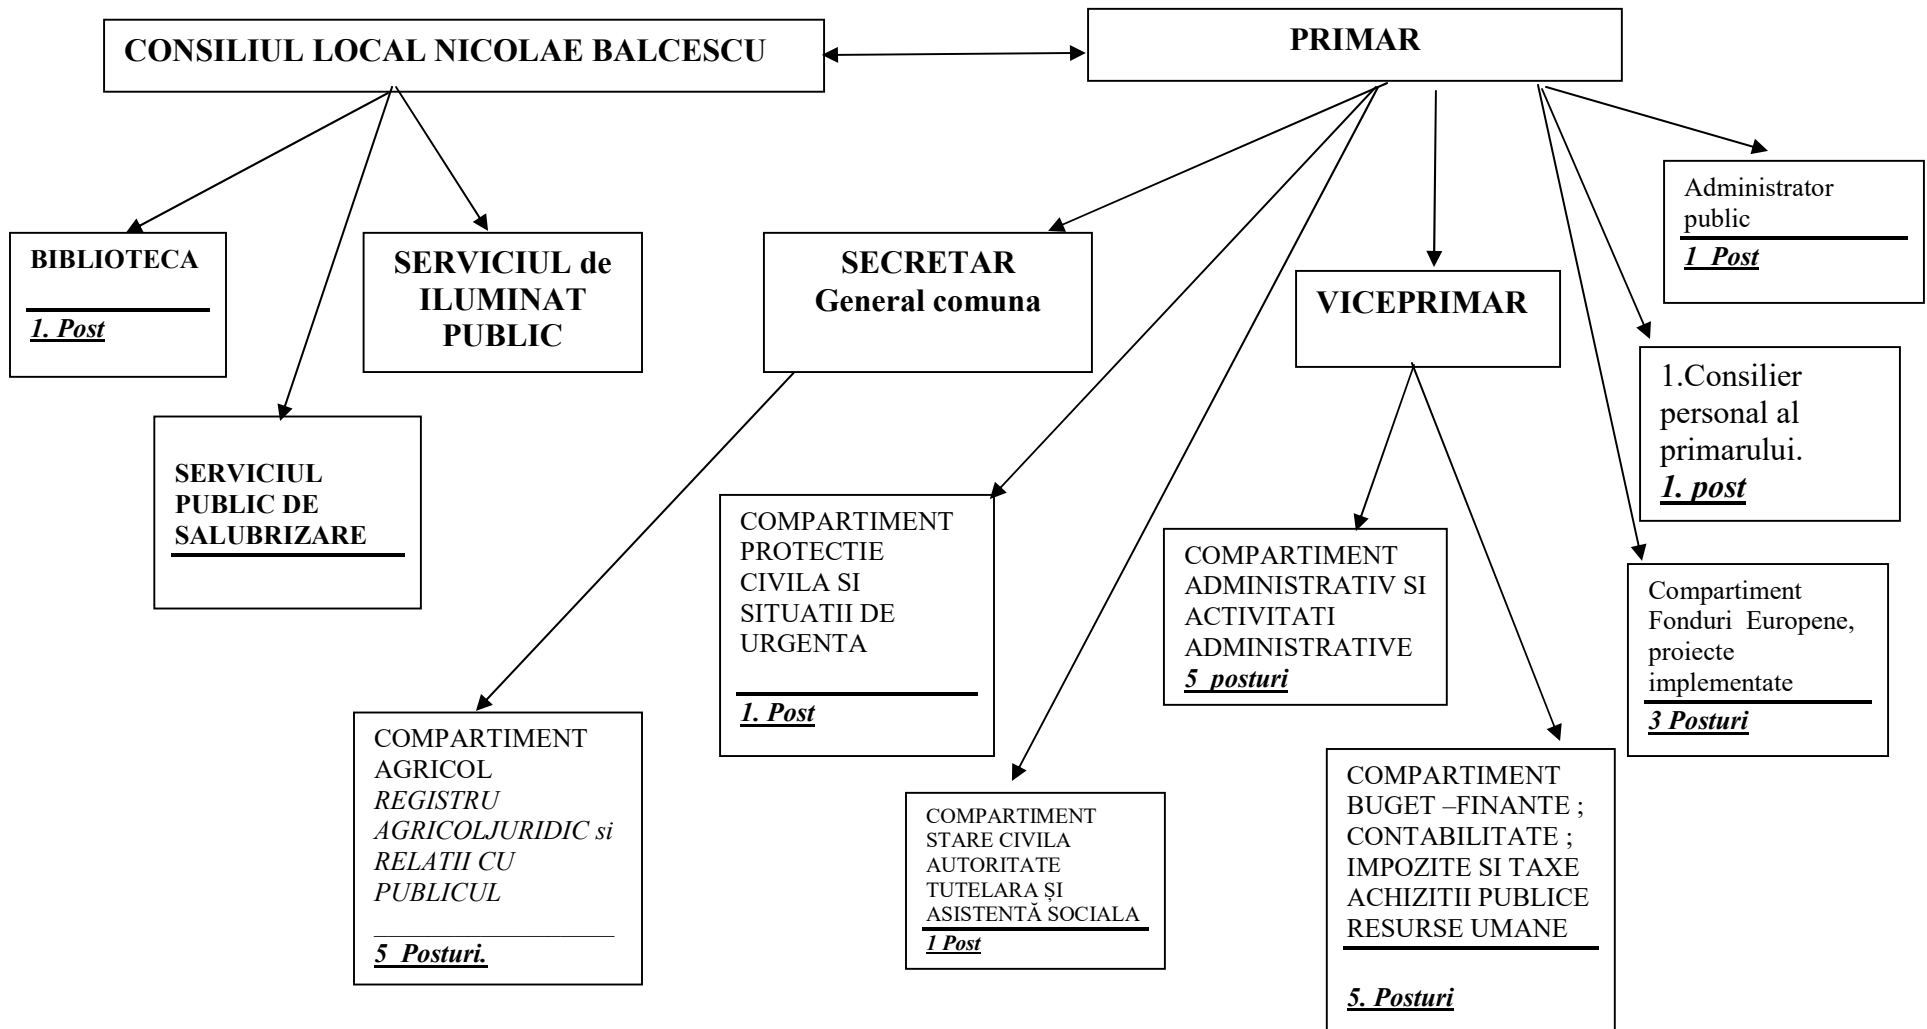 CONSILIUL LOCAL NICOLAE BALCESCU
PRIMAR
BIBLIOTECA
1. Post
SERVICIUL de
ILUMINAT
PUBLIC
SERVICIUL
PUBLIC DE
SALUBRIZARE
SECRETAR
General comuna
VICEPRIMAR
Administrator
public
1 Post
1.Consilier
personal al
primarului.
1. post
COMPARTIMENT
PROTECTIE
CIVILA SI
SITUATII DE
URGENTA
1. Post
COMPARTIMENT
ADMINISTRATIV SI
ACTIVITATI
ADMINISTRATIVE
5 posturi
Compartiment
Fonduri Europene,
proiecte
implementate
3 Posturi
COMPARTIMENT
AGRICOL
REGISTRU
AGRICOLJURIDIC si
RELATII CU
PUBLICUL
5 Posturi.
COMPARTIMENT
STARE CIVILA
AUTORITATE
TUTELARA ȘI
ASISTENTĂ SOCIALA
1 Post
COMPARTIMENT
BUGET –FINANTE ;
CONTABILITATE ;
IMPOZITE SI TAXE
ACHIZITII PUBLICE
RESURSE UMANE
5. Posturi